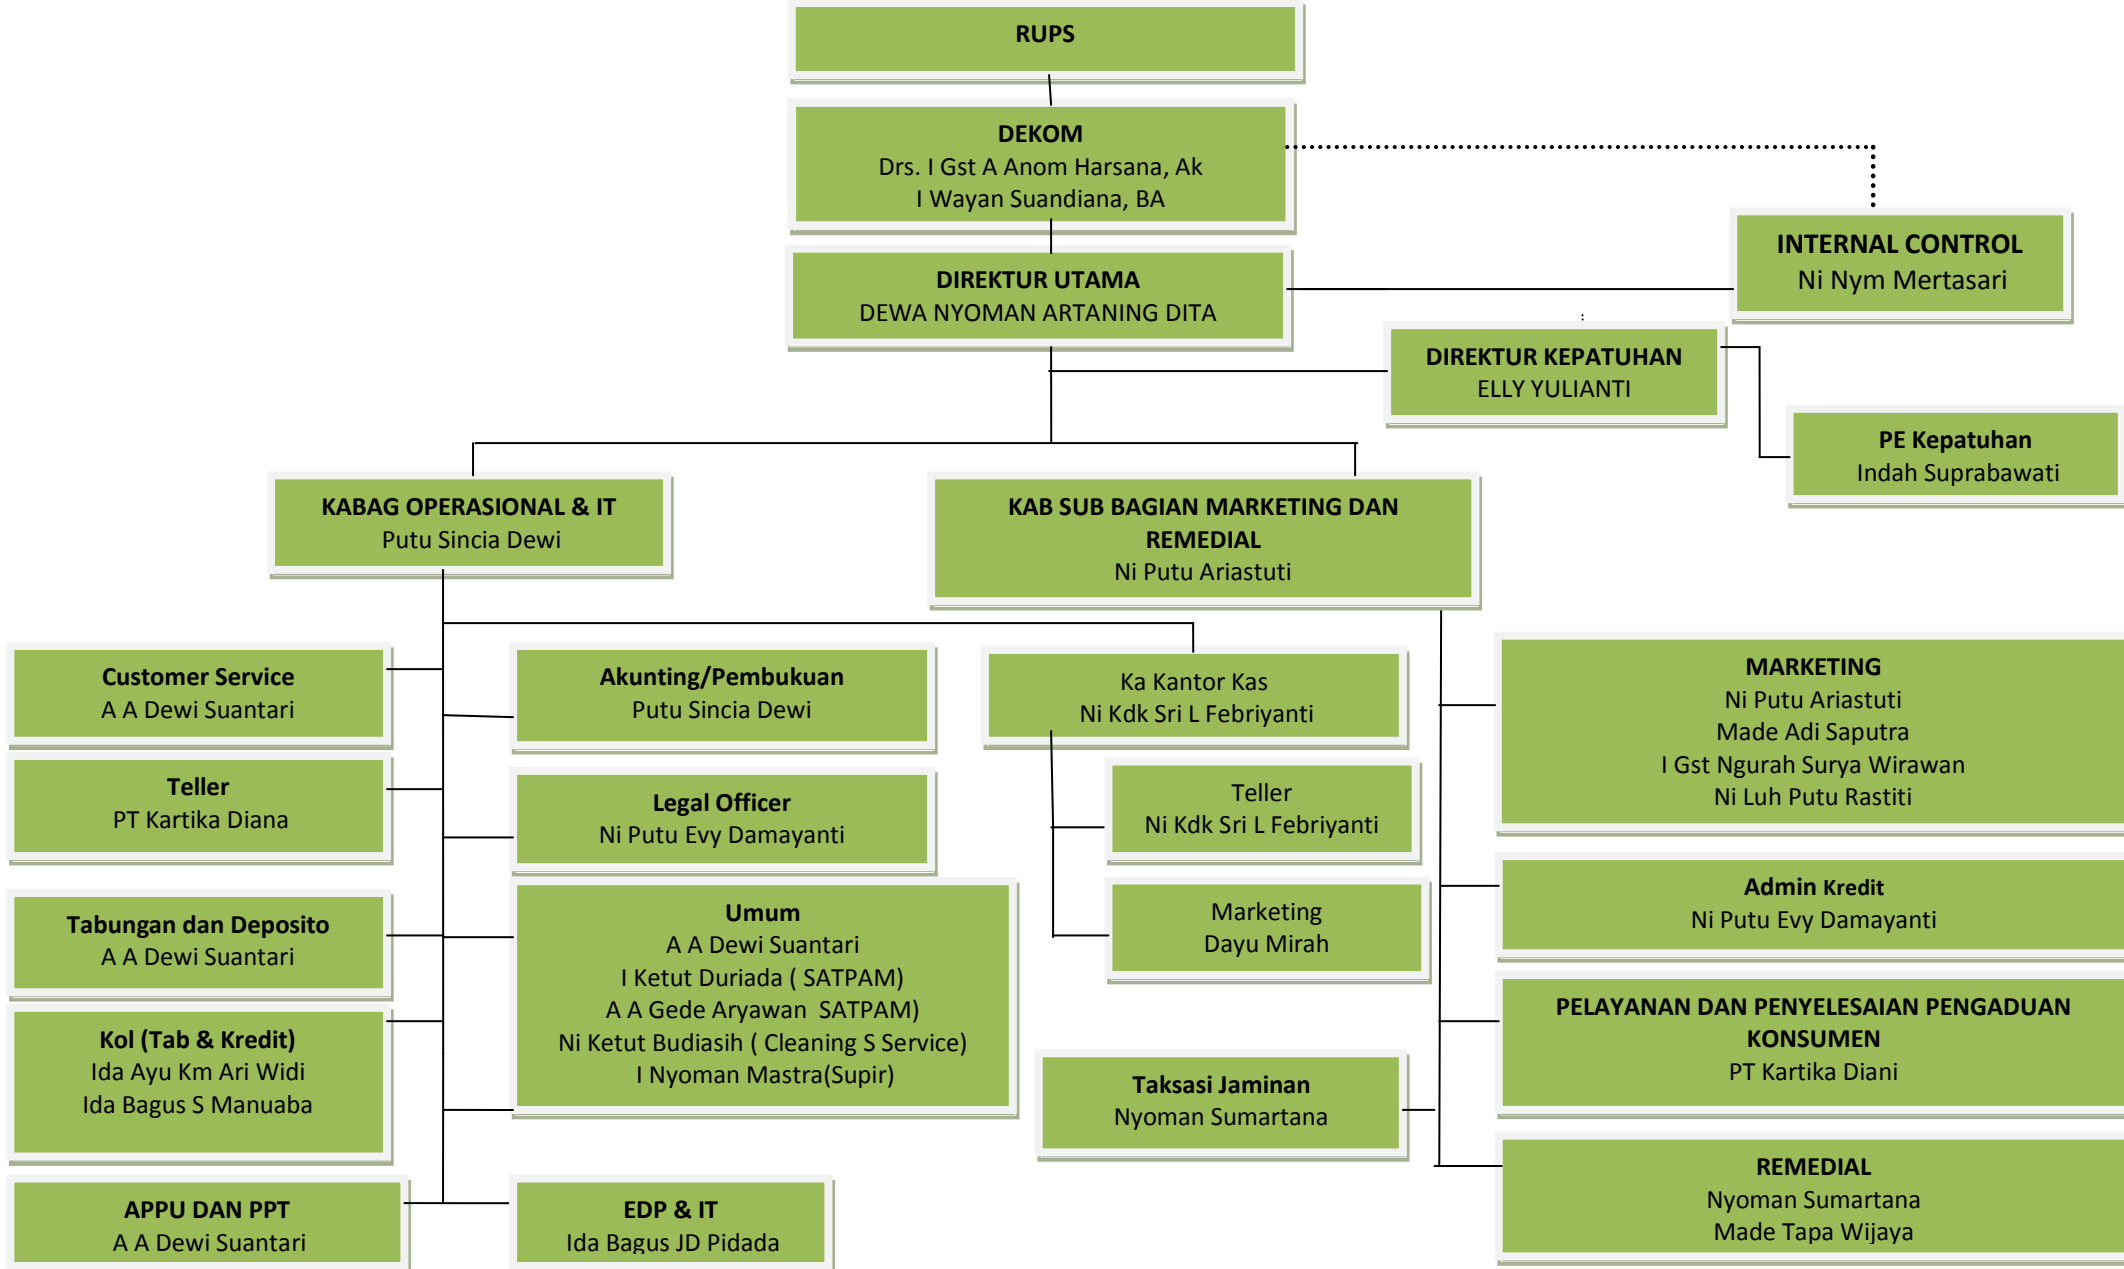 RUPS
DEKOM
Drs. I Gst A Anom Harsana, Ak
I Wayan Suandiana, BA
INTERNAL CONTROL
Ni Nym Mertasari
DIREKTUR UTAMA
DEWA NYOMAN ARTANING DITA
DIREKTUR KEPATUHAN
ELLY YULIANTI
PE Kepatuhan
Indah Suprabawati
KABAG OPERASIONAL & IT
Putu Sincia Dewi
KAB SUB BAGIAN MARKETING DAN
REMEDIAL
Ni Putu Ariastuti
Customer Service
A A Dewi Suantari
Akunting/Pembukuan
Putu Sincia Dewi
Ka Kantor Kas
Ni Kdk Sri L Febriyanti
MARKETING
Ni Putu Ariastuti
Made Adi Saputra
I Gst Ngurah Surya Wirawan
Ni Luh Putu Rastiti
Teller
PT Kartika Diana
Legal Officer
Ni Putu Evy Damayanti
Teller
Ni Kdk Sri L Febriyanti
Tabungan dan Deposito
A A Dewi Suantari
Umum
A A Dewi Suantari
I Ketut Duriada ( SATPAM)
A A Gede Aryawan  SATPAM)
Ni Ketut Budiasih ( Cleaning S Service)
I Nyoman Mastra(Supir)
Marketing
Dayu Mirah
Admin Kredit
Ni Putu Evy Damayanti
Kol (Tab & Kredit)
Ida Ayu Km Ari Widi
Ida Bagus S Manuaba
Taksasi Jaminan
Nyoman Sumartana
PELAYANAN DAN PENYELESAIAN PENGADUAN
KONSUMEN
PT Kartika Diani
APPU DAN PPT
A A Dewi Suantari
EDP & IT
Ida Bagus JD Pidada
REMEDIAL
Nyoman Sumartana
Made Tapa Wijaya